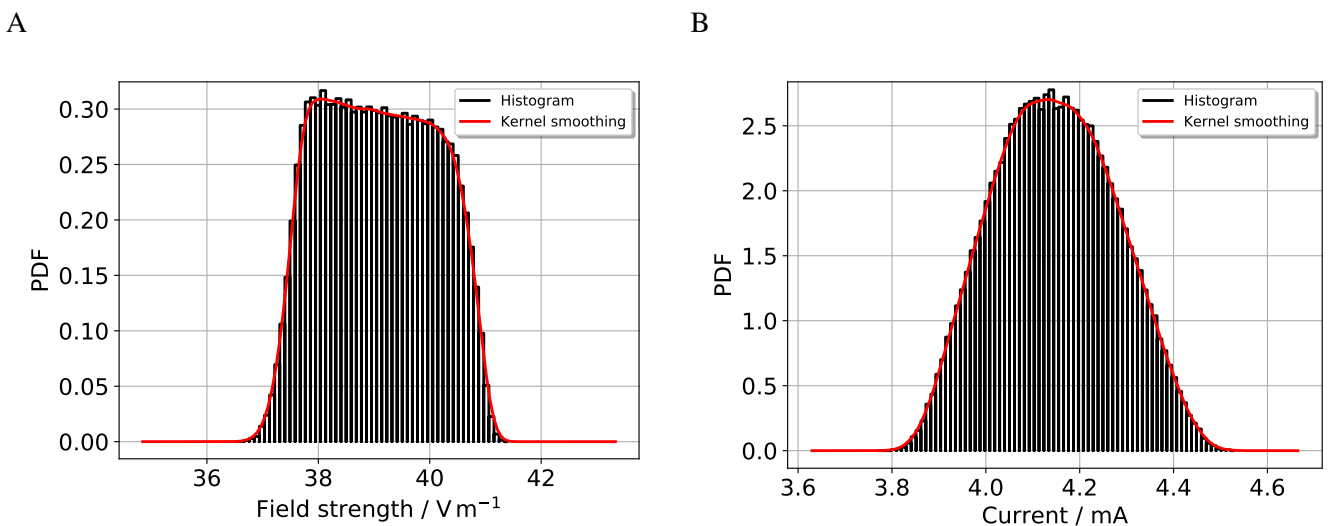 A
B
0.30
0.25
0.20
0.15
0.10
0.05
0.00
PDF
36 38 40 42
Field strength / V m⁻¹
Histogram
Kernel smoothing
2.5
2.0
1.5
1.0
0.5
0.0
PDF
3.6 3.8 4.0 4.2 4.4 4.6
Current / mA
Histogram
Kernel smoothing